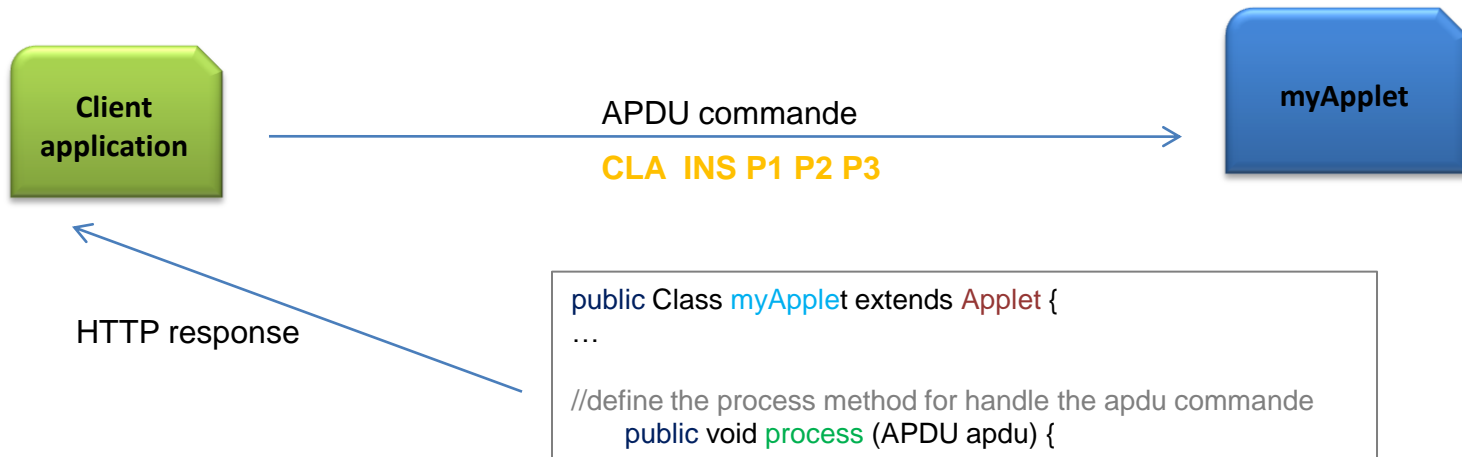 Client
application
APDU commande
CLA INS P1 P2 P3
myApplet
HTTP response
public Class myApplet extends Applet {
…
//define the process method for handle the apdu commande
public void process (APDU apdu) {